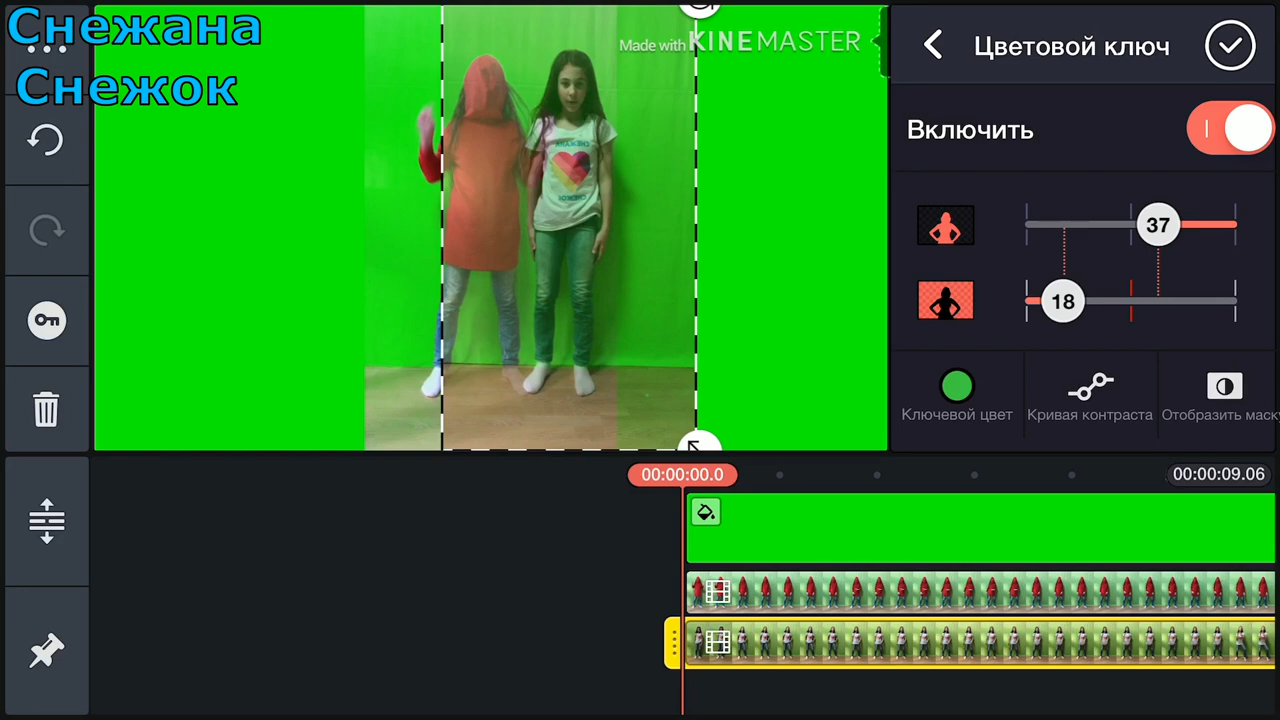 Снежана
Снежок
Made with KINEMASTER
Цветовой ключ
Включить
37
18
Ключевой цвет
Кривая контраста
Отобразить маск
00:00:00.0
00:00:09.06